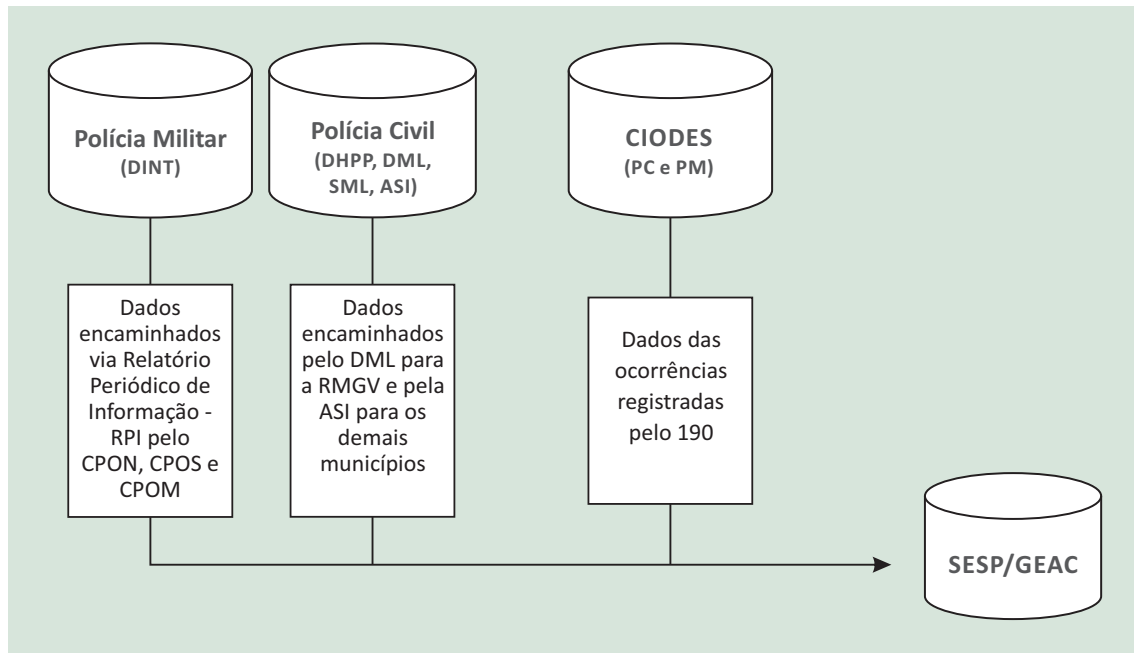 Polícia Militar
(DINT)
Polícia Civil
(DHPP, DML,
SML, ASI)
CIODES
(PC e PM)
Dados
encaminhados
via Relatório
Periódico de
Informação -
RPI pelo
CPON, CPOS e
CPOM
Dados
encaminhados
pelo DML para
a RMGV e pela
ASI para os
demais
municípios
Dados das
ocorrências
registradas
pelo 190
SESP/GEAC